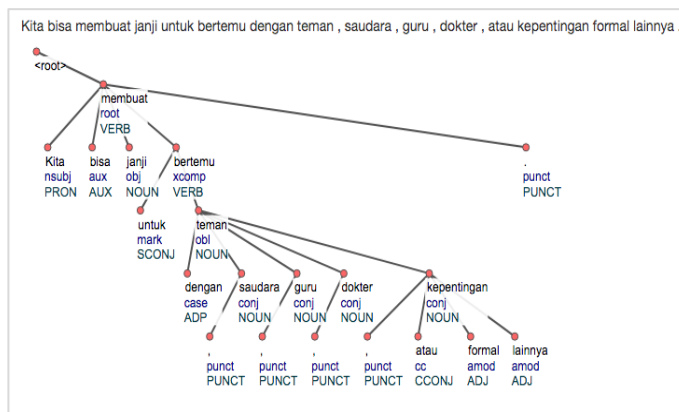 Kita bisa membuat janji untuk bertemu dengan teman , saudara , guru , dokter , atau kepentingan formal lainnya .
<root>
membuat
root
VERB
Kita bisa janji bertemu .
nsubj aux obj xcomp punct
PRON AUX NOUN VERB PUNCT
untuk teman
mark obl
SCONJ NOUN
dengan saudara guru dokter kepentingan
case conj conj conj conj
ADP NOUN NOUN NOUN NOUN
, , , , atau formal lainnya
punct punct punct punct cc amod amod
PUNCT PUNCT PUNCT PUNCT CCONJ ADJ ADJ